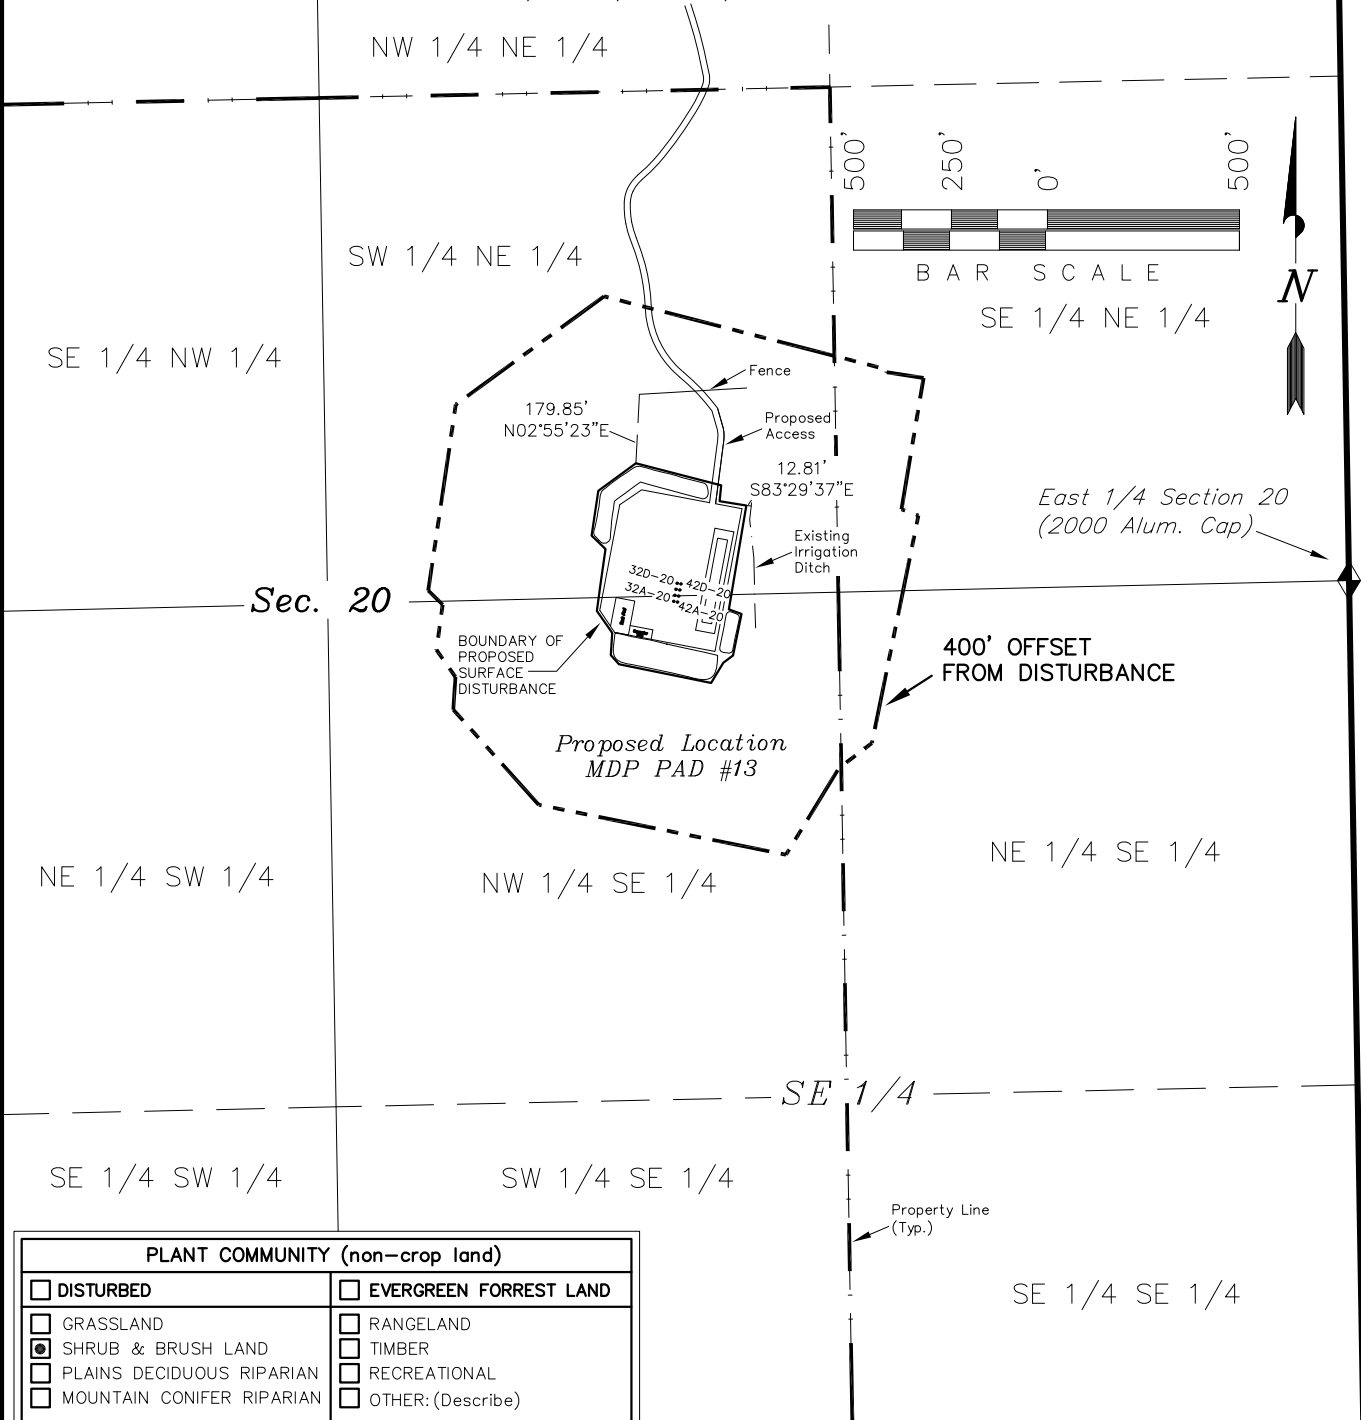 NW 1/4 NE 1/4
500'
250'
0'
500'
BAR SCALE
N
SW 1/4 NE 1/4
SE 1/4 NE 1/4
SE 1/4 NW 1/4
Fence
179.85'
N02°55'23"E
Proposed
Access
12.81'
S83°29'37"E
East 1/4 Section 20
(2000 Alum. Cap)
Existing
Irrigation
Ditch
32D-20
42D-20
32A-20
42A-20
Sec. 20
BOUNDARY OF
PROPOSED
SURFACE
DISTURBANCE
400' OFFSET
FROM DISTURBANCE
Proposed Location
MDP PAD #13
NE 1/4 SW 1/4
NW 1/4 SE 1/4
NE 1/4 SE 1/4
SE 1/4
SE 1/4 SW 1/4
SW 1/4 SE 1/4
Property Line
(Typ.)
SE 1/4 SE 1/4
PLANT COMMUNITY (non-crop land)
DISTURBED
EVERGREEN FORREST LAND
GRASSLAND
RANGELAND
SHRUB & BRUSH LAND
TIMBER
PLAINS DECIDUOUS RIPARIAN
RECREATIONAL
MOUNTAIN CONIFER RIPARIAN
OTHER: (Describe)